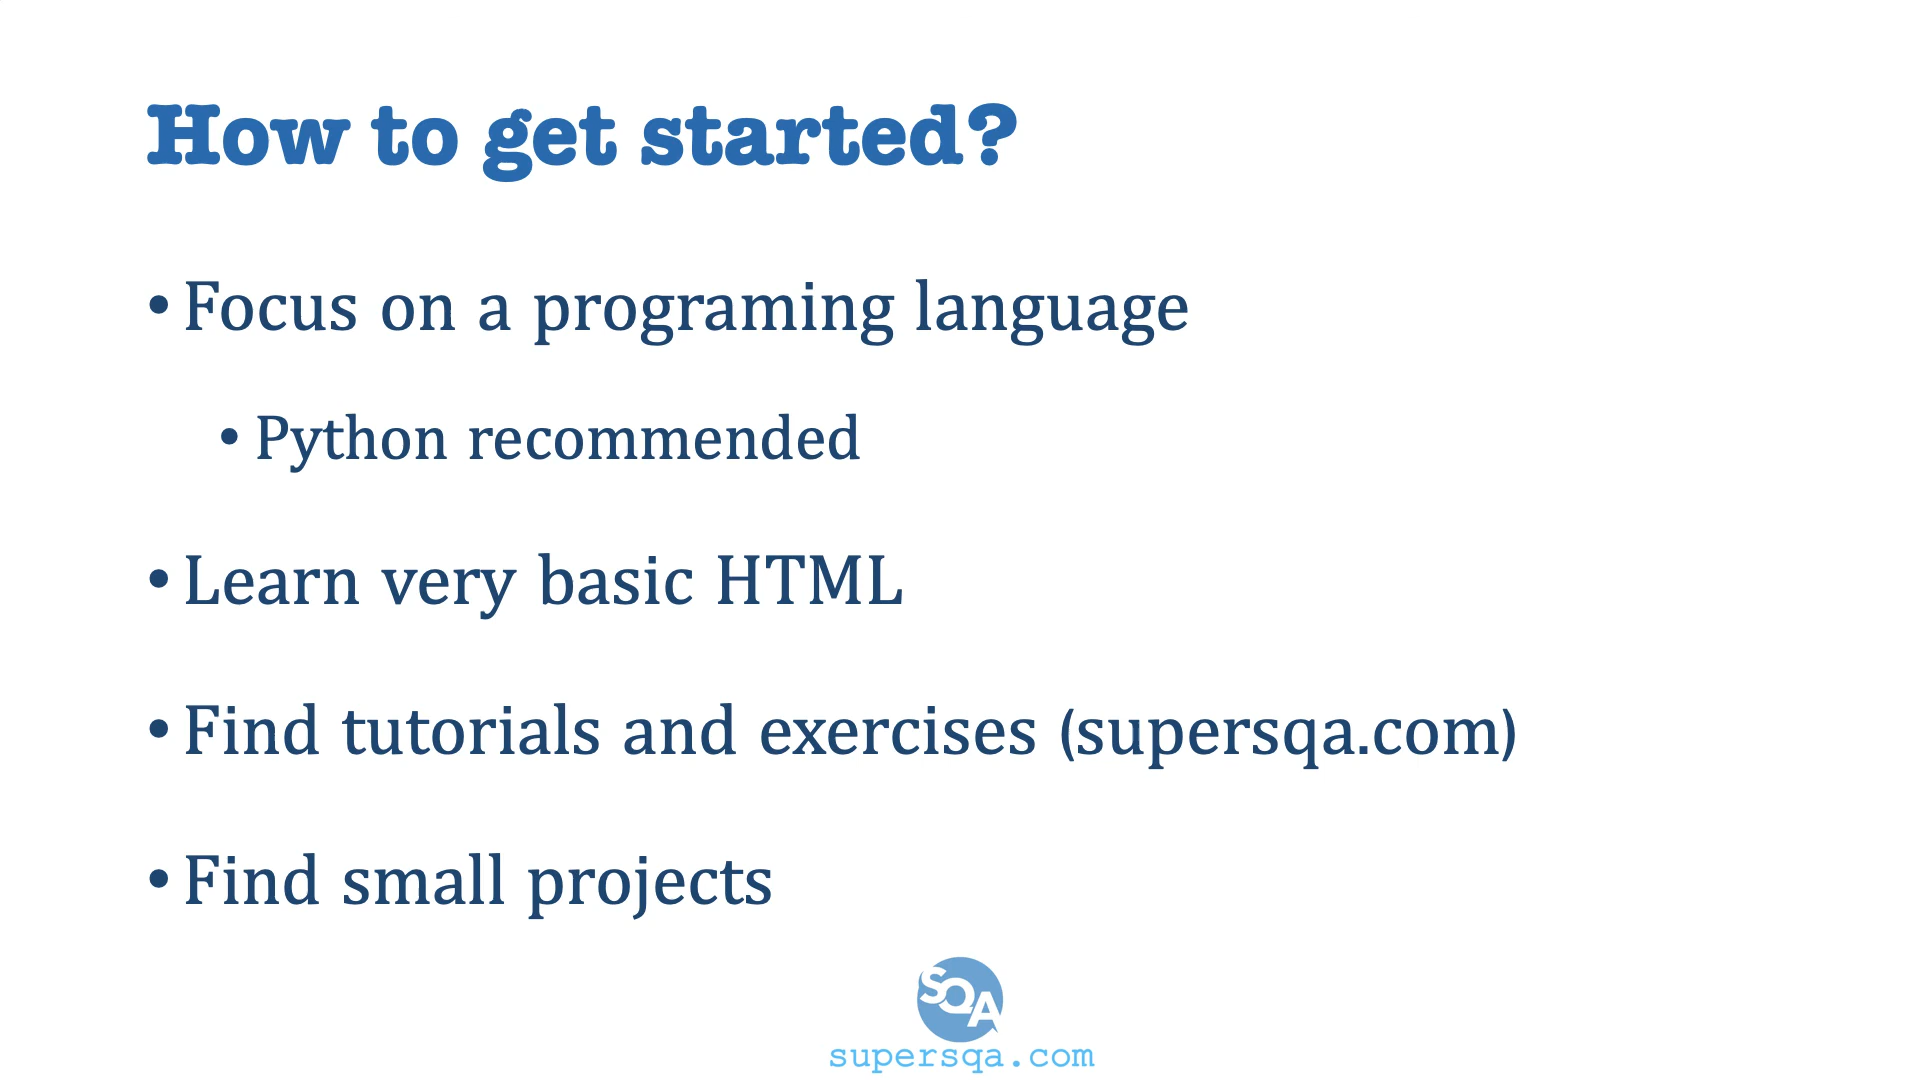 How to get started?
• Focus on a programing language
• Python recommended
• Learn very basic HTML
• Find tutorials and exercises (supersqa.com)
• Find small projects
SQA
supersqa.com